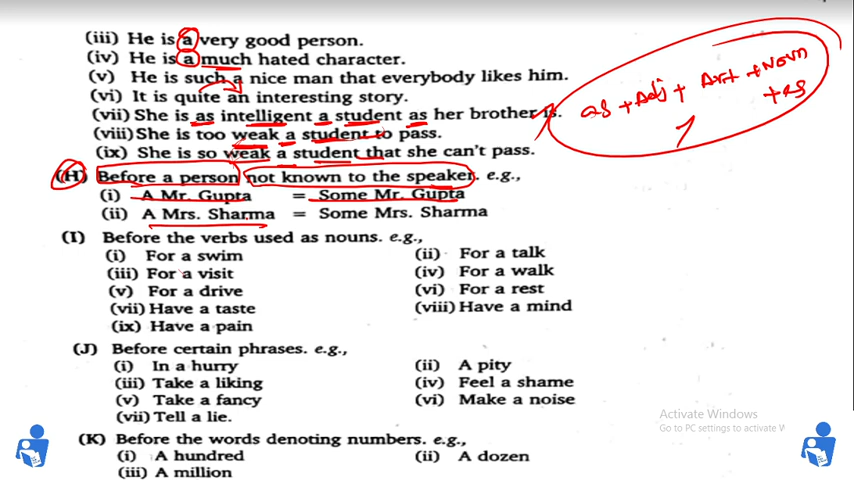 (iii) He is a very good person.
(iv) He is a much hated character.
(v) He is such a nice man that everybody likes him.
(vi) It is quite an interesting story.
(vii) She is as intelligent a student as her brother is.
(viii) She is too weak a student to pass.
(ix) She is so weak a student that she can't pass.
as + Adj + Art + Noun
+ as
(H) Before a person not known to the speaker. e.g.,
(i) A Mr. Gupta = Some Mr. Gupta
(ii) A Mrs. Sharma = Some Mrs. Sharma
(I) Before the verbs used as nouns. e.g.,
(i) For a swim (ii) For a talk
(iii) For a visit (iv) For a walk
(v) For a drive (vi) For a rest
(vii) Have a taste (viii) Have a mind
(ix) Have a pain
(J) Before certain phrases. e.g.,
(i) In a hurry (ii) A pity
(iii) Take a liking (iv) Feel a shame
(v) Take a fancy (vi) Make a noise
(vii) Tell a lie.
(K) Before the words denoting numbers. e.g.,
(i) A hundred (ii) A dozen
(iii) A million
Activate Windows
Go to PC settings to activate W